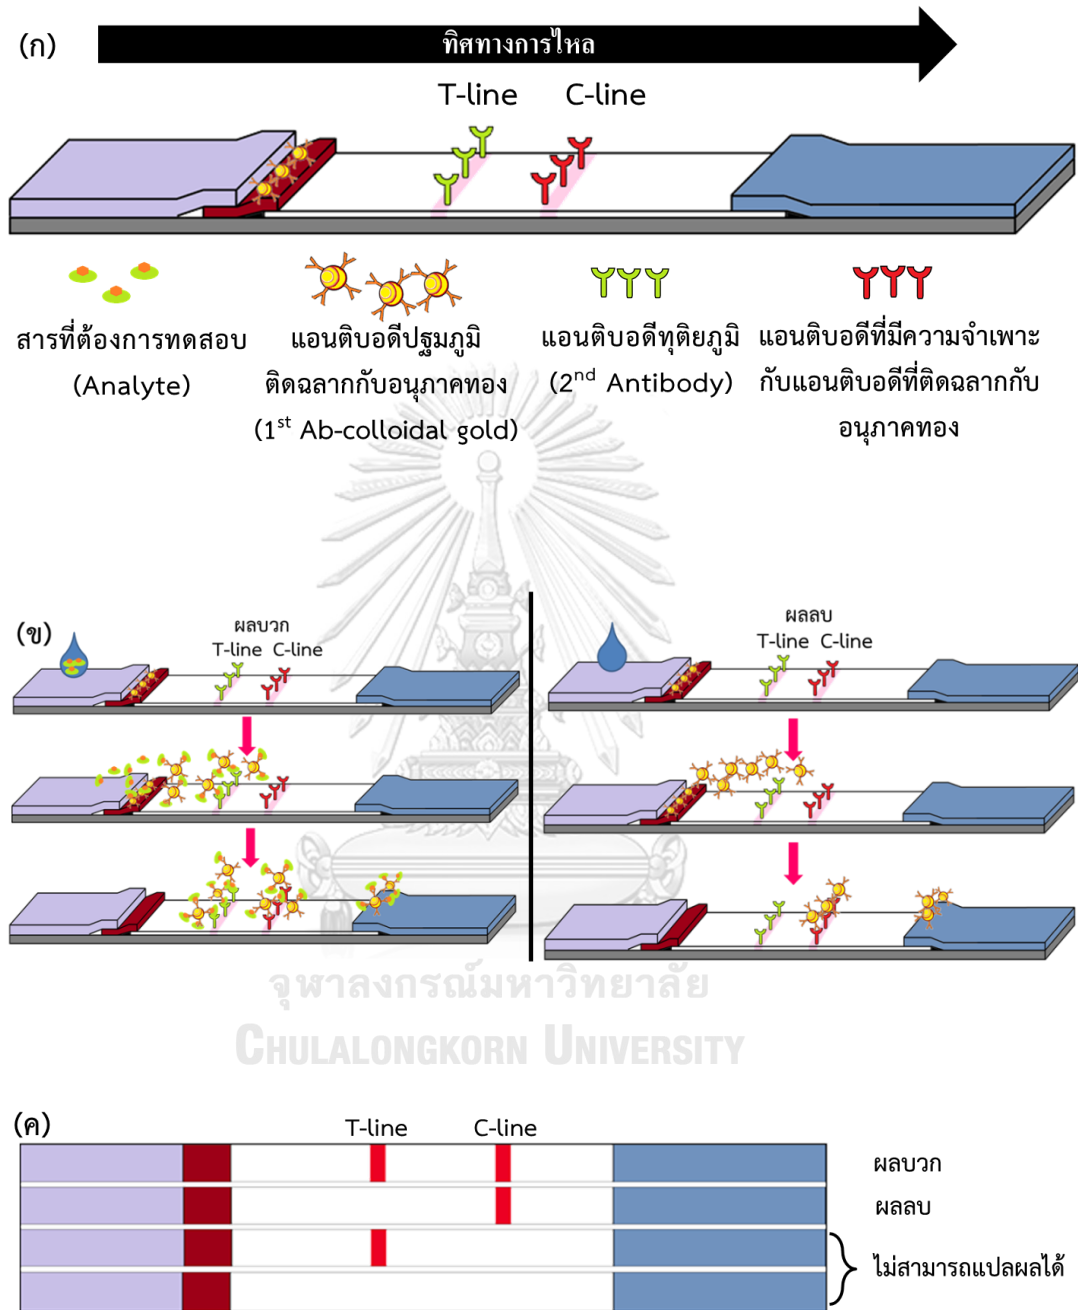 (ก)
ทิศทางการไหล
T-line C-line
สารที่ต้องการทดสอบ
(Analyte)
แอนติบอดีปฐมภูมิ
ติดฉลากกับอนุภาคทอง
(1st Ab-colloidal gold)
แอนติบอดีทุติยภูมิ
(2nd Antibody)
แอนติบอดีที่มีความจำเพาะ
กับแอนติบอดีที่ติดฉลากกับ
อนุภาคทอง
(ข)
ผลบวก
T-line C-line
ผลลบ
T-line C-line
จุฬาลงกรณ์มหาวิทยาลัย
CHULALONGKORN UNIVERSITY
(ค)
T-line C-line
ผลบวก
ผลลบ
ไม่สามารถแปลผลได้